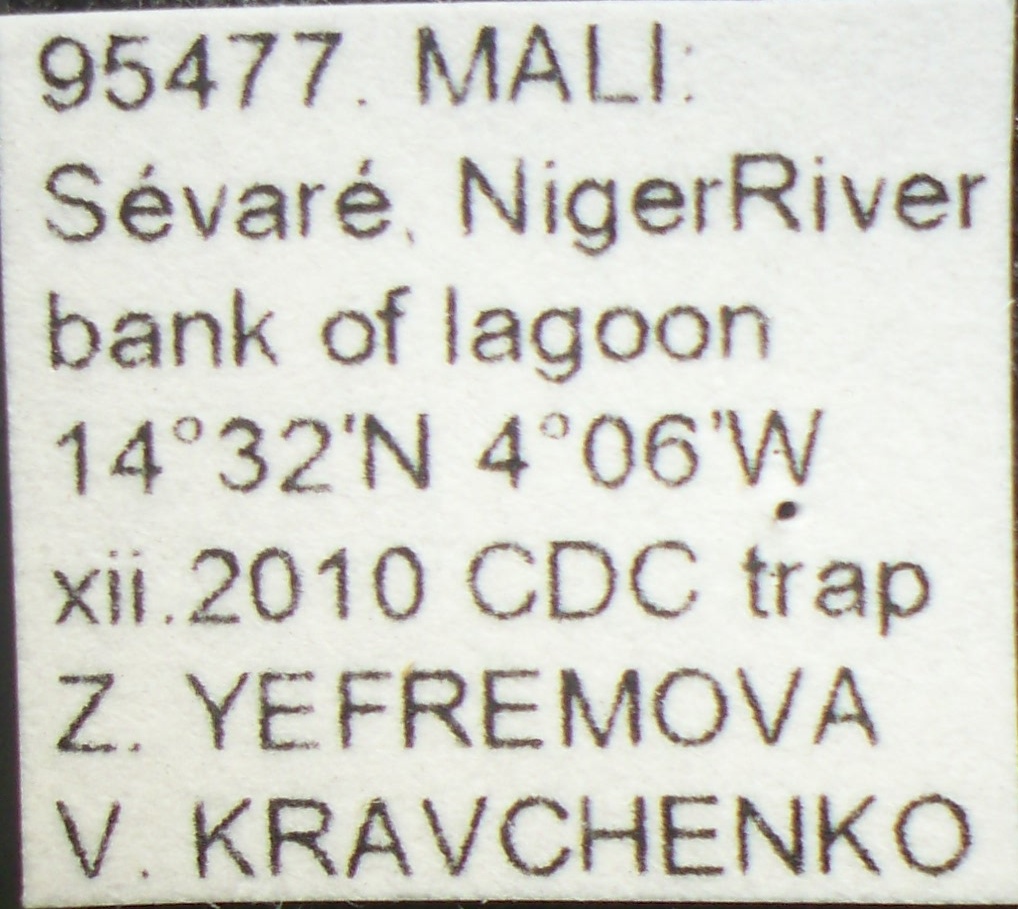 95477. MALI:
Sévaré, NigerRiver
bank of lagoon
14°32'N 4°06'W
xii.2010 CDC trap
Z. YEFREMOVA
V. KRAVCHENKO